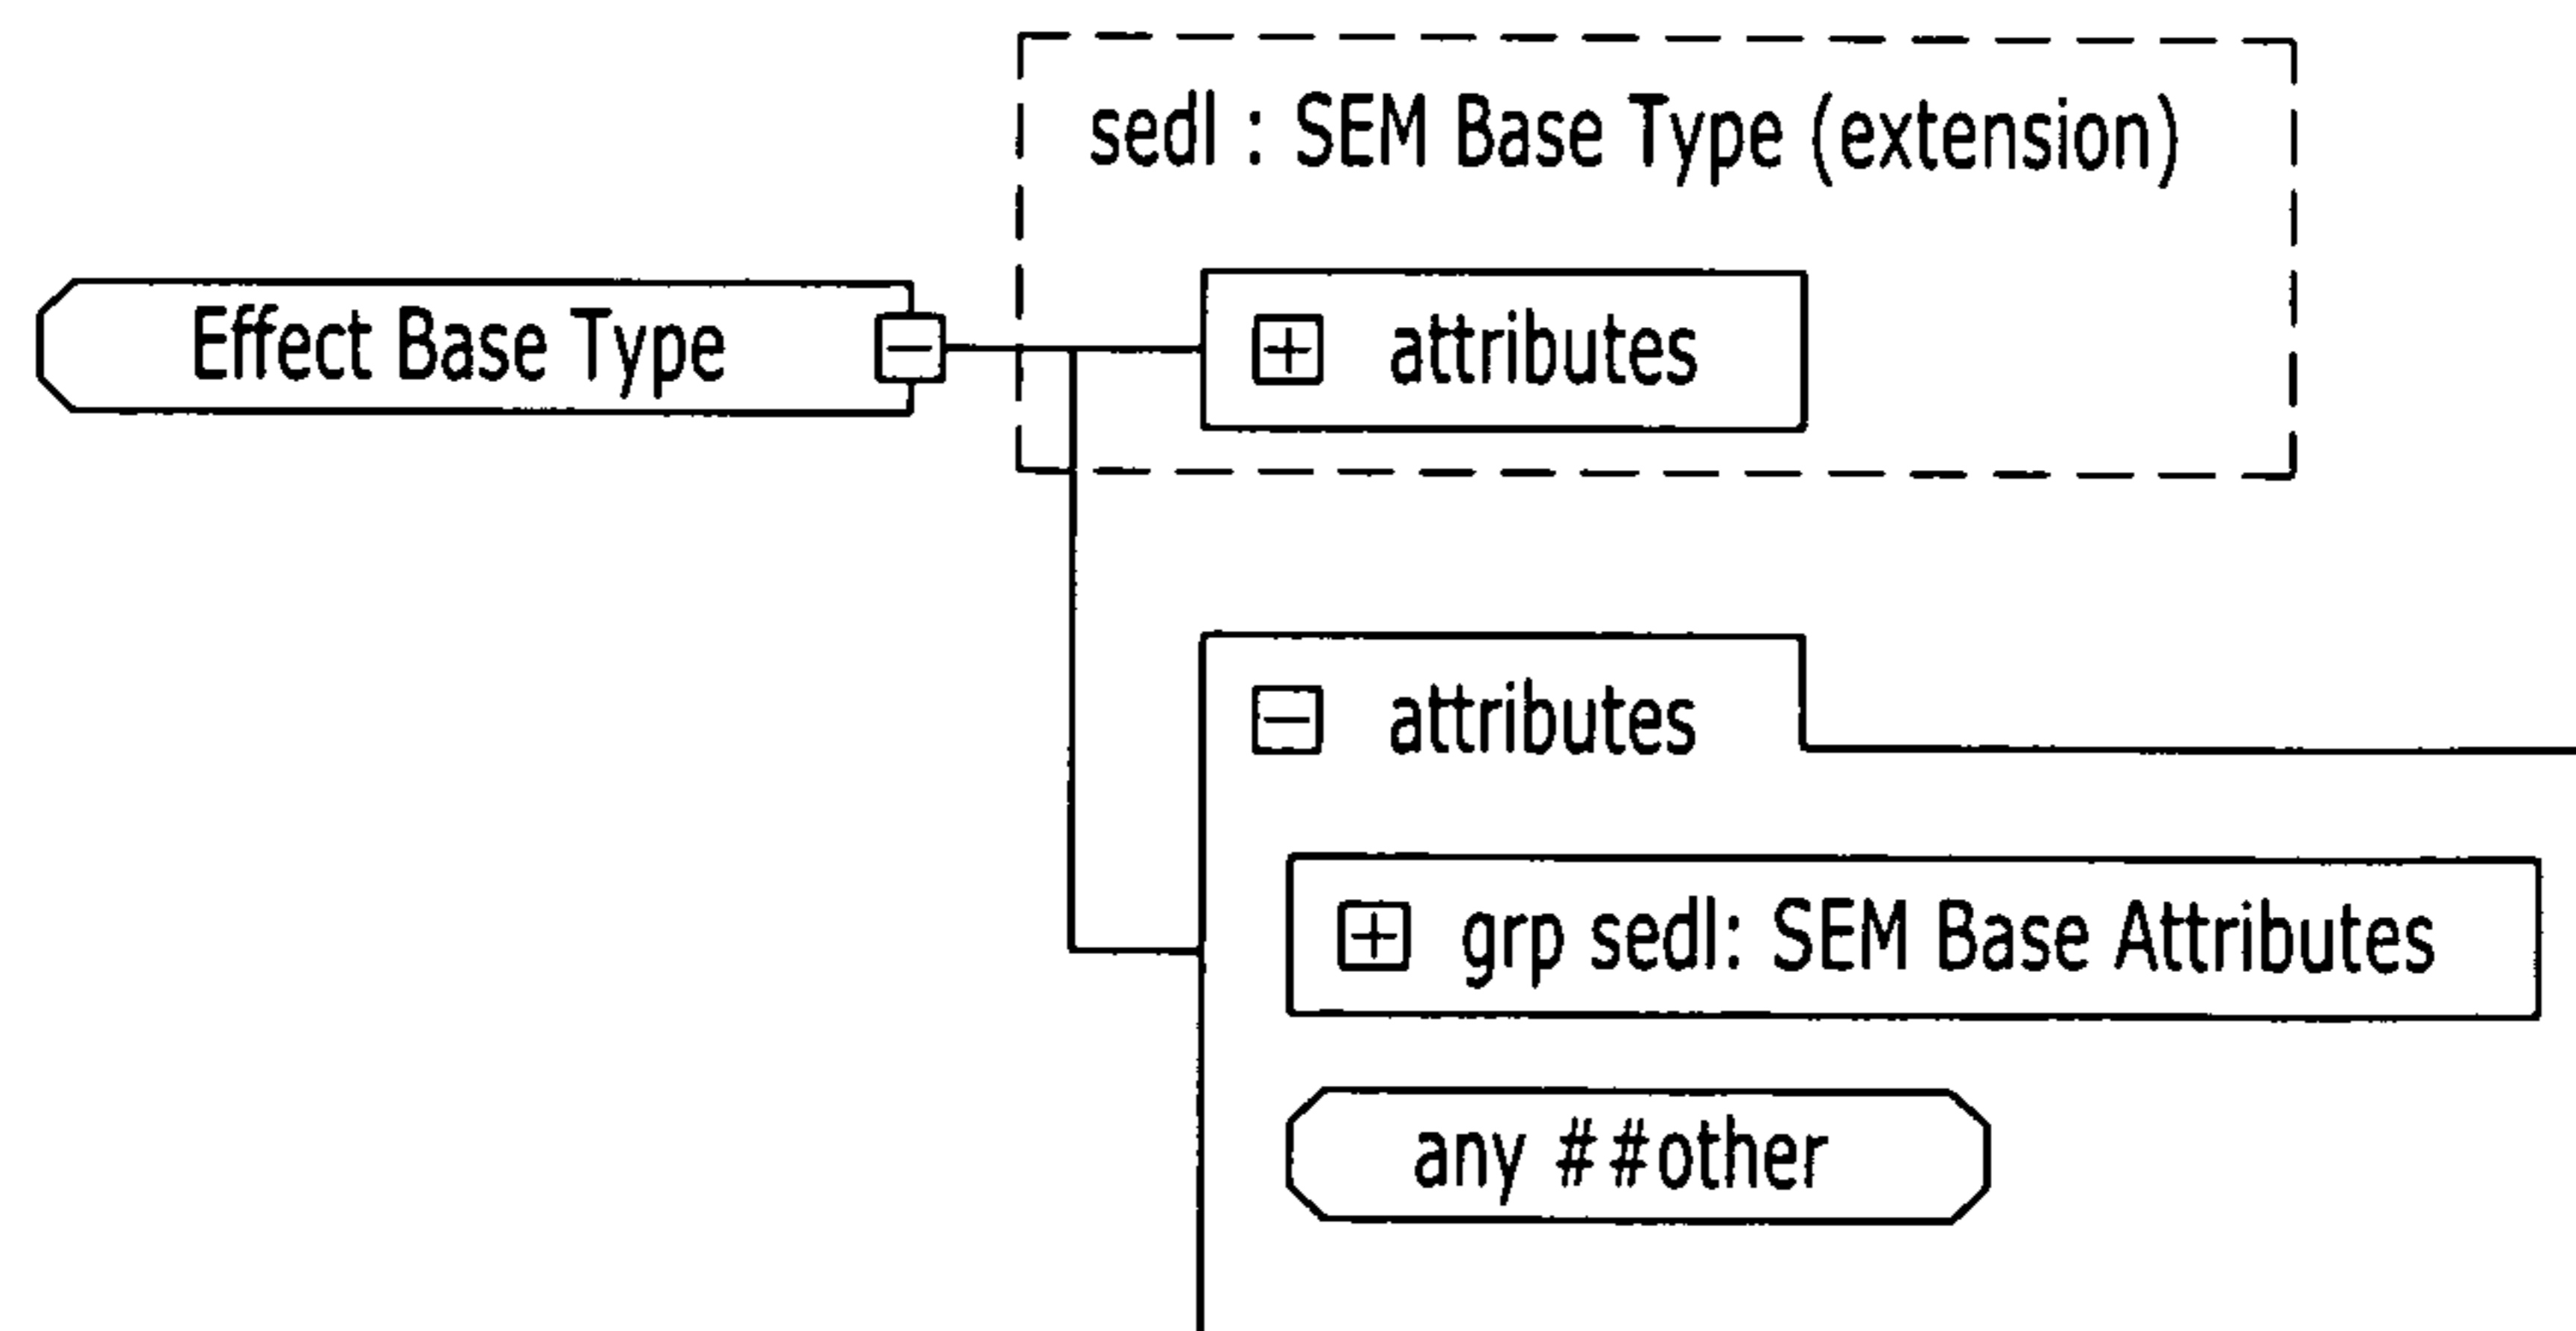 sedl : SEM Base Type (extension)
Effect Base Type
attributes
attributes
grp sedl: SEM Base Attributes
any ##other